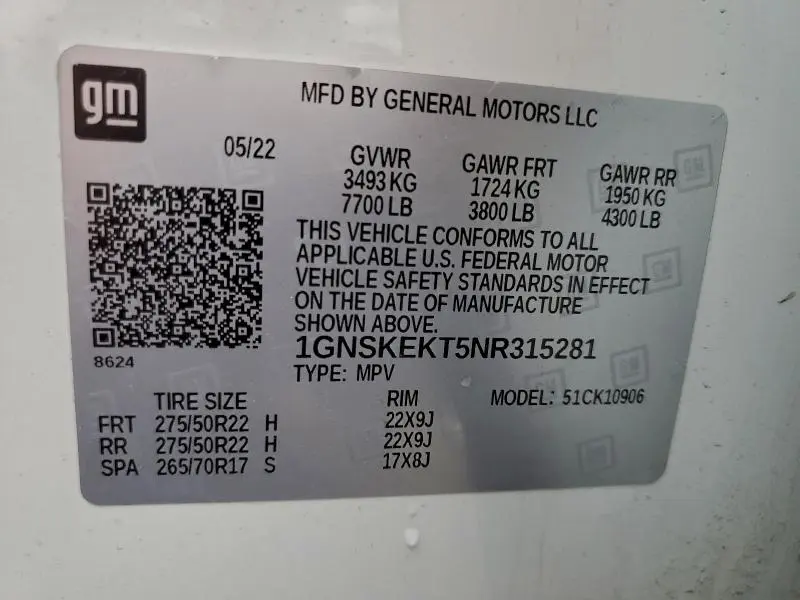 gm
MFD BY GENERAL MOTORS LLC
05/22
GVWR GAWR FRT GAWR RR
3493 KG 1724 KG 1950 KG
7700 LB 3800 LB 4300 LB
THIS VEHICLE CONFORMS TO ALL
APPLICABLE U.S. FEDERAL MOTOR
VEHICLE SAFETY STANDARDS IN EFFECT
ON THE DATE OF MANUFACTURE
SHOWN ABOVE.
8624
1GNSKEKT5NR315281
TYPE: MPV
TIRE SIZE RIM MODEL: 51CK10906
FRT 275/50R22 H 22X9J
RR 275/50R22 H 22X9J
SPA 265/70R17 S 17X8J